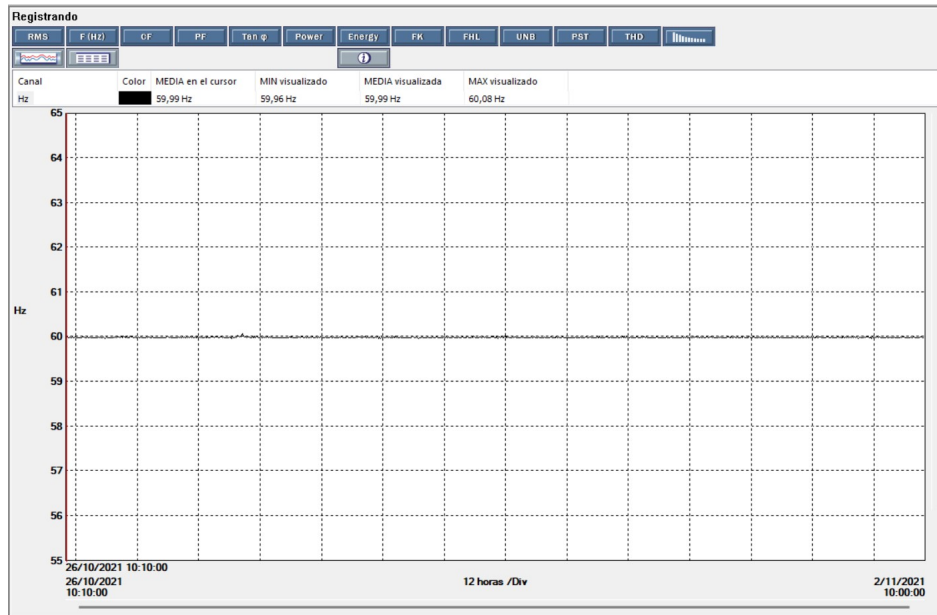 Registrando
RMS F (HZ) CF PF Tan φ Power Energy FK FHL UNB PST THD
Canal Color MEDIA en el cursor MIN visualizado MEDIA visualizada MAX visualizado
Hz 59,99 Hz 59,96 Hz 59,99 Hz 60,08 Hz
65
64
63
62
61
Hz
60
59
58
57
56
55
26/10/2021 10:10:00
26/10/2021 12 horas /Div 2/11/2021
10:10:00 10:00:00